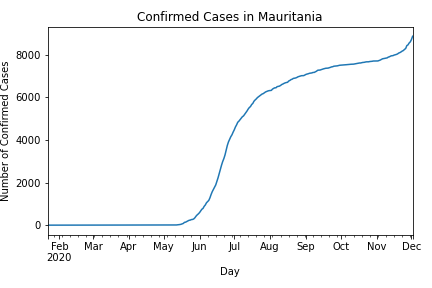 Confirmed Cases in Mauritania
Number of Confirmed Cases
8000
6000
4000
2000
0
Feb Mar Apr May Jun Jul Aug Sep Oct Nov Dec
2020
Day